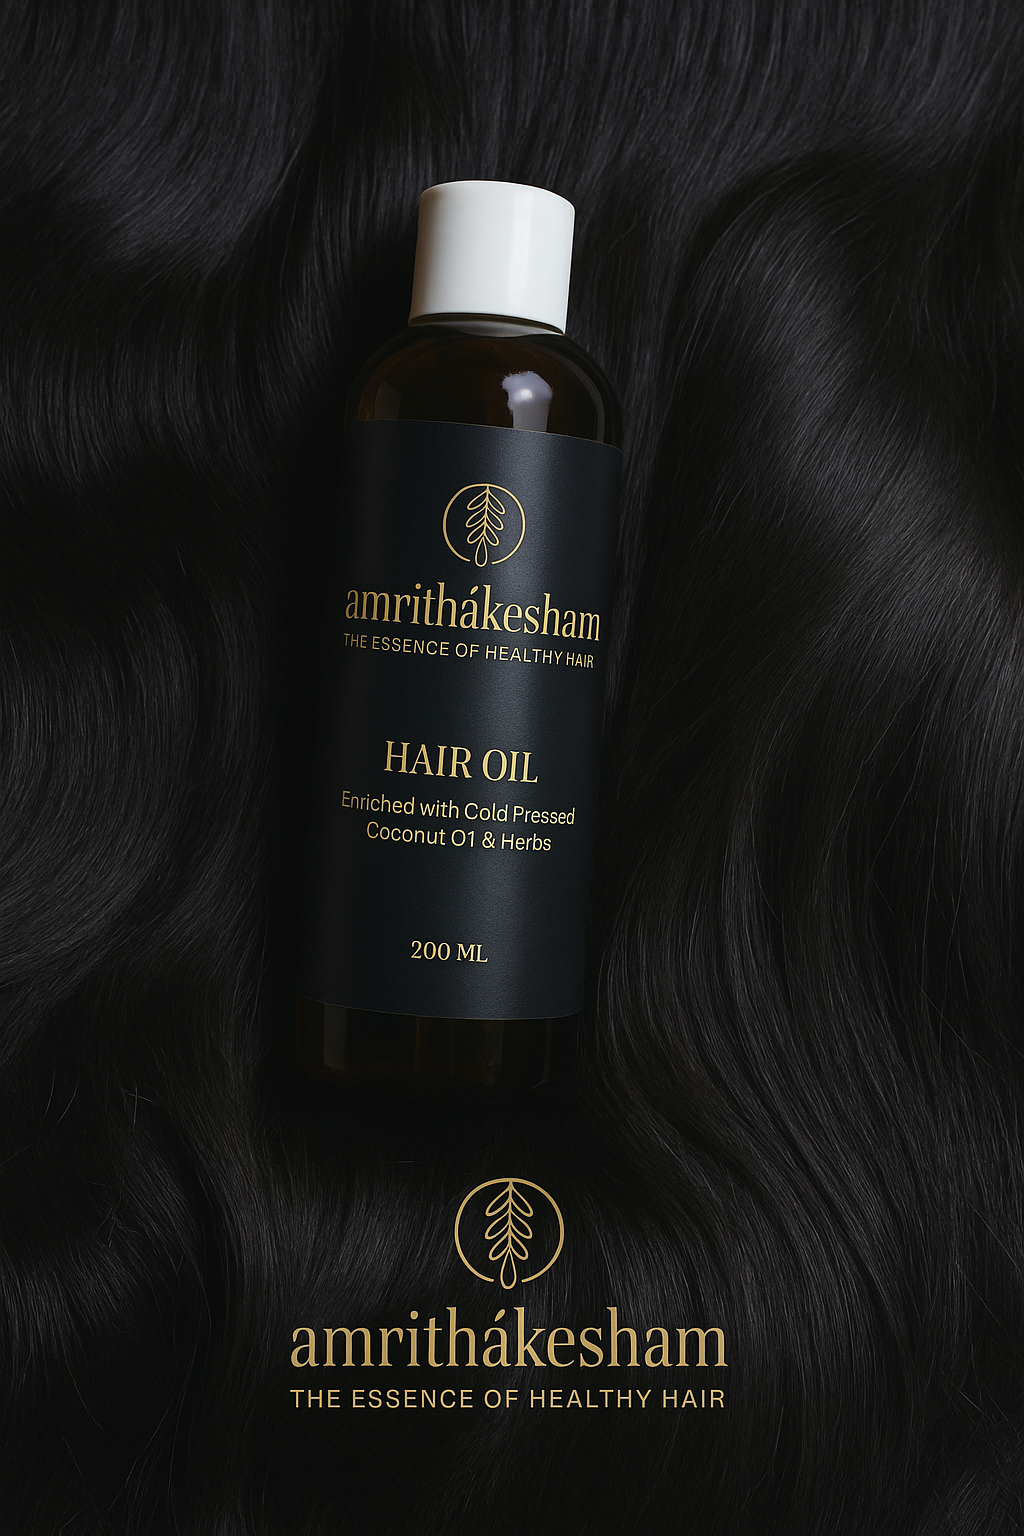 amrithákesham
THE ESSENCE OF HEALTHY HAIR
HAIR OIL
Enriched with Cold Pressed
Coconut O1 & Herbs
200 ML
amrithákesham
THE ESSENCE OF HEALTHY HAIR